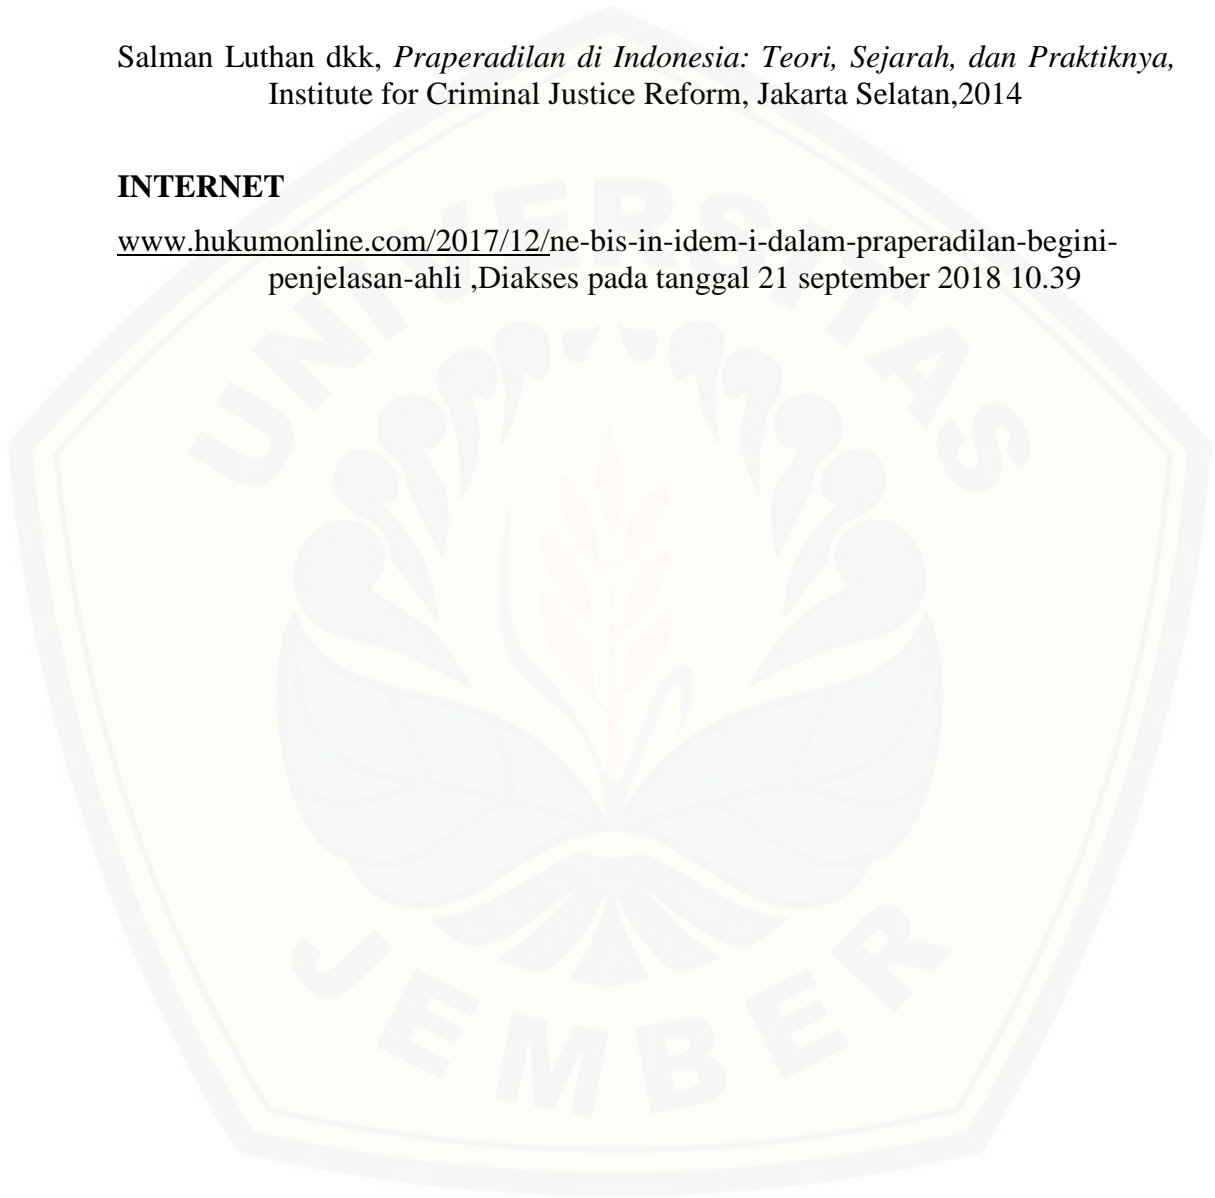 Salman Luthan dkk, Praperadilan di Indonesia: Teori, Sejarah, dan Praktiknya,
Institute for Criminal Justice Reform, Jakarta Selatan,2014
INTERNET
www.hukumonline.com/2017/12/ne-bis-in-idem-i-dalam-praperadilan-begini-
penjelasan-ahli ,Diakses pada tanggal 21 september 2018 10.39
UNIVERSITAS
JEMBER